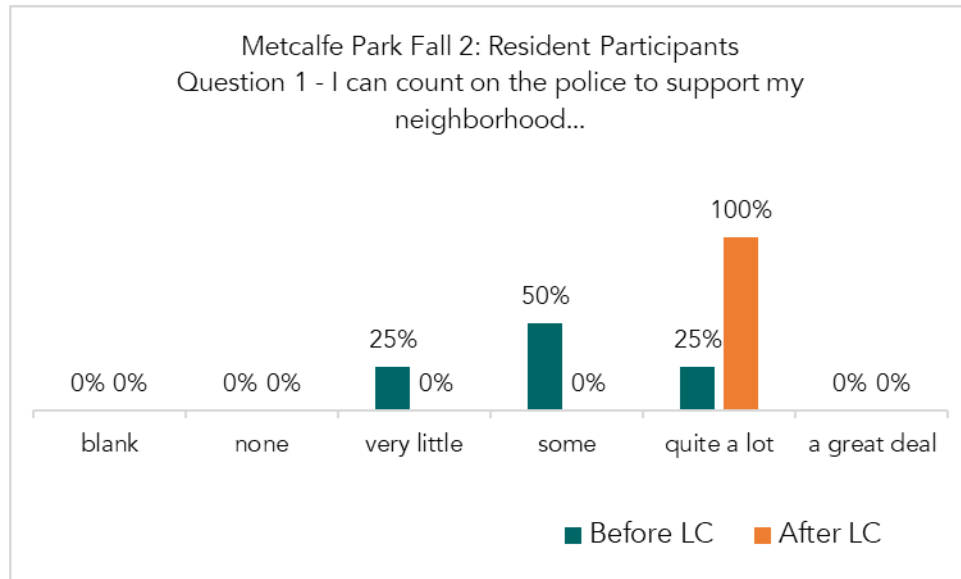 Metcalfe Park Fall 2: Resident Participants
Question 1 - I can count on the police to support my
neighborhood...
100%
50%
25% 25%
0% 0% 0% 0% 0% 0% 0% 0%
blank none very little some quite a lot a great deal
Before LC After LC